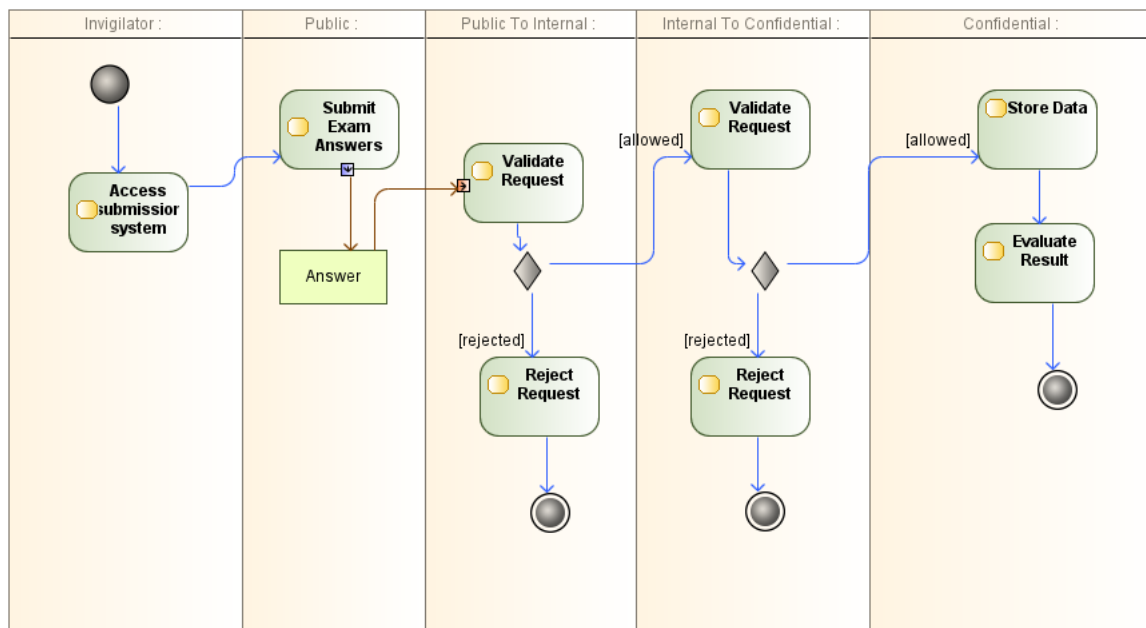 Invigilator :
Public :
Public To Internal :
Internal To Confidential :
Confidential :
Access
submission
system
Submit
Exam
Answers
Answer
Validate
Request
[rejected]
Reject
Request
[allowed]
Validate
Request
[rejected]
Reject
Request
[allowed]
Store Data
Evaluate
Result